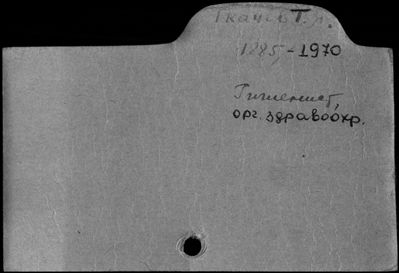 Ткачев Т. Я.
1885,-1970
Гигиенист,
орг. здравоохр.